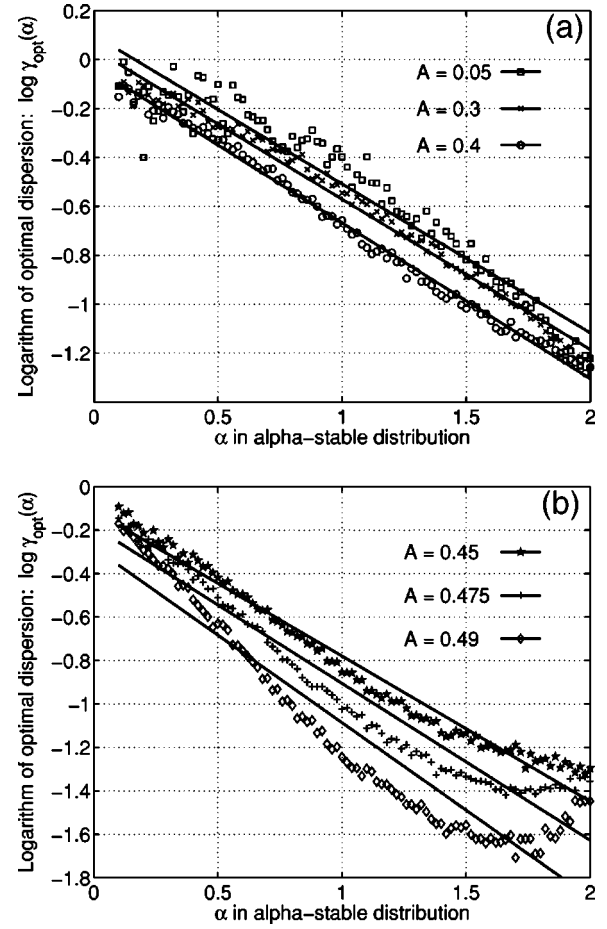 (a)
0.2
0
-0.2
-0.4
-0.6
-0.8
-1
-1.2
Logarithm of optimal dispersion: log γopt(α)
A = 0.05
A = 0.3
A = 0.4
0
0.5
1
1.5
2
α in alpha-stable distribution
(b)
0
-0.2
-0.4
-0.6
-0.8
-1
-1.2
-1.4
-1.6
-1.8
Logarithm of optimal dispersion: log γopt(α)
A = 0.45
A = 0.475
A = 0.49
0
0.5
1
1.5
2
α in alpha-stable distribution